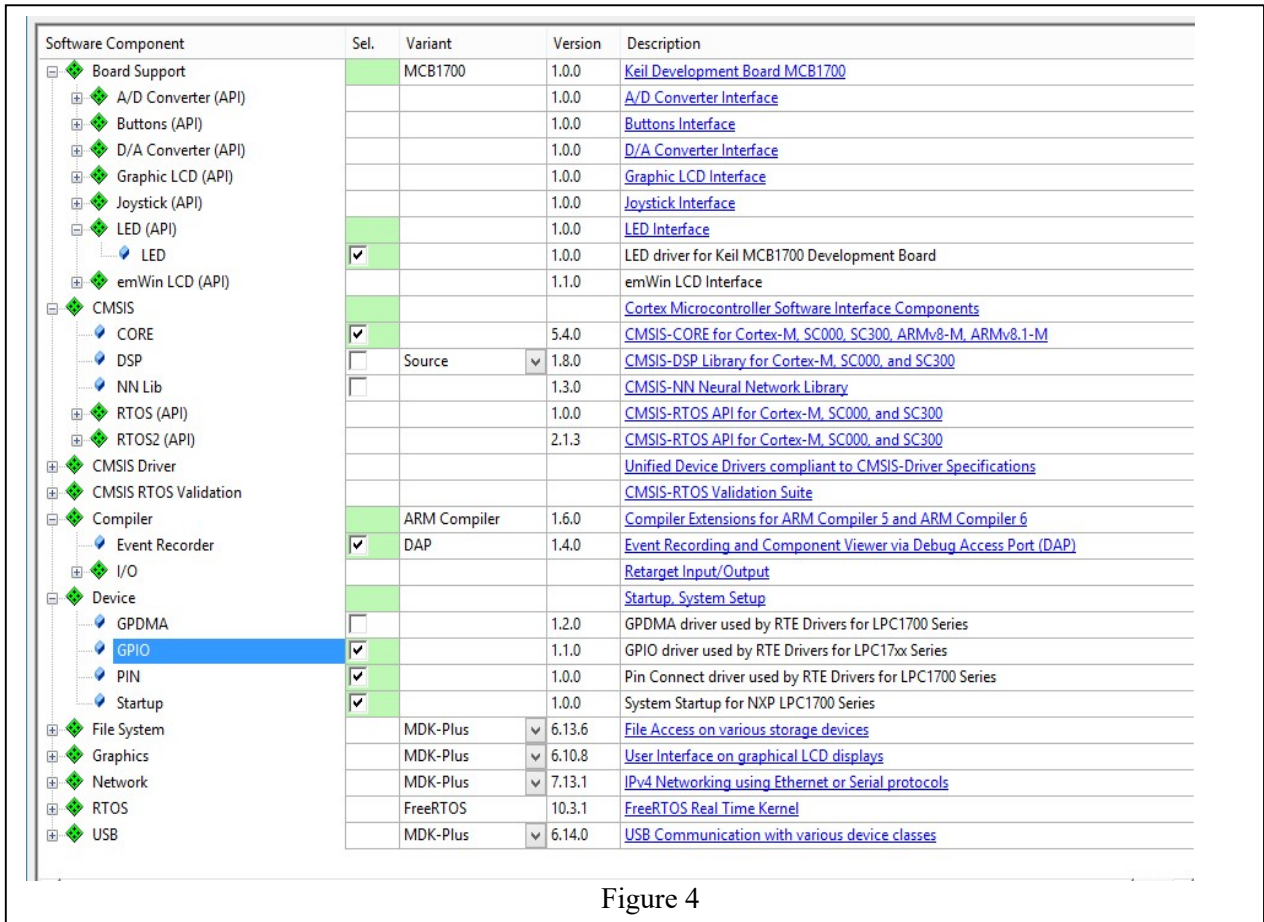 Software Component Sel. Variant Version Description
Board Support MCB1700 1.0.0 Keil Development Board MCB1700
A/D Converter (API) 1.0.0 A/D Converter Interface
Buttons (API) 1.0.0 Buttons Interface
D/A Converter (API) 1.0.0 D/A Converter Interface
Graphic LCD (API) 1.0.0 Graphic LCD Interface
Joystick (API) 1.0.0 Joystick Interface
LED (API) 1.0.0 LED Interface
LED 1.0.0 LED driver for Keil MCB1700 Development Board
emWin LCD (API) 1.1.0 emWin LCD Interface
CMSIS Cortex Microcontroller Software Interface Components
CORE 5.4.0 CMSIS-CORE for Cortex-M, SC000, SC300, ARMv8-M, ARMv8.1-M
DSP Source 1.8.0 CMSIS-DSP Library for Cortex-M, SC000, and SC300
NN Lib 1.3.0 CMSIS-NN Neural Network Library
RTOS (API) 1.0.0 CMSIS-RTOS API for Cortex-M, SC000, and SC300
RTOS2 (API) 2.1.3 CMSIS-RTOS API for Cortex-M, SC000, and SC300
CMSIS Driver Unified Device Drivers compliant to CMSIS-Driver Specifications
CMSIS RTOS Validation CMSIS-RTOS Validation Suite
Compiler ARM Compiler 1.6.0 Compiler Extensions for ARM Compiler 5 and ARM Compiler 6
Event Recorder DAP 1.4.0 Event Recording and Component Viewer via Debug Access Port (DAP)
I/O Retarget Input/Output
Device Startup, System Setup
GPDMA 1.2.0 GPDMA driver used by RTE Drivers for LPC1700 Series
GPIO 1.1.0 GPIO driver used by RTE Drivers for LPC17xx Series
PIN 1.0.0 Pin Connect driver used by RTE Drivers for LPC1700 Series
Startup 1.0.0 System Startup for NXP LPC1700 Series
File System MDK-Plus 6.13.6 File Access on various storage devices
Graphics MDK-Plus 6.10.8 User Interface on graphical LCD displays
Network MDK-Plus 7.13.1 IPv4 Networking using Ethernet or Serial protocols
RTOS FreeRTOS 10.3.1 FreeRTOS Real Time Kernel
USB MDK-Plus 6.14.0 USB Communication with various device classes
Figure 4